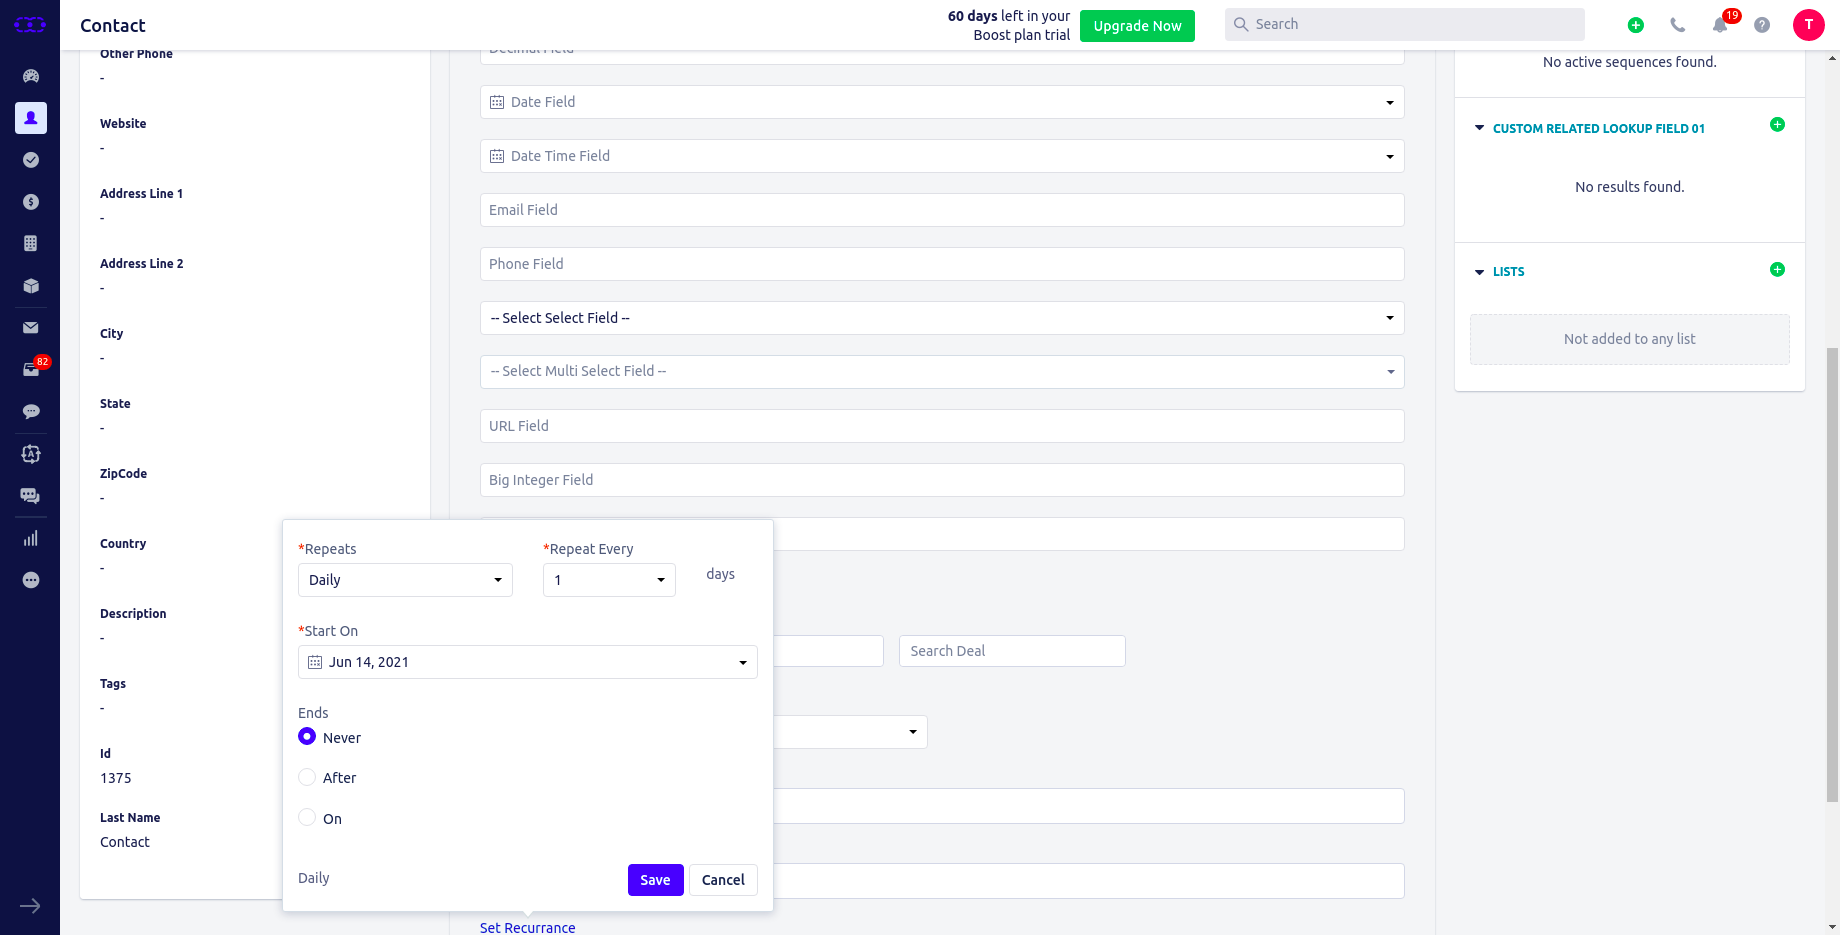 Contact
60 days left in your
Boost plan trial
Upgrade Now
Search
19
T
82
Other Phone
-
Website
-
Address Line 1
-
Address Line 2
-
City
-
State
-
ZipCode
-
Country
-
Description
-
Tags
-
Id
1375
Last Name
Contact
Decimal Field
Date Field
Date Time Field
Email Field
Phone Field
-- Select Select Field --
-- Select Multi Select Field --
URL Field
Big Integer Field
Search Deal
*Repeats
Daily
*Repeat Every
1
days
*Start On
Jun 14, 2021
Ends
Never
After
On
Daily
Save
Cancel
Set Recurrance
No active sequences found.
CUSTOM RELATED LOOKUP FIELD 01
No results found.
LISTS
Not added to any list